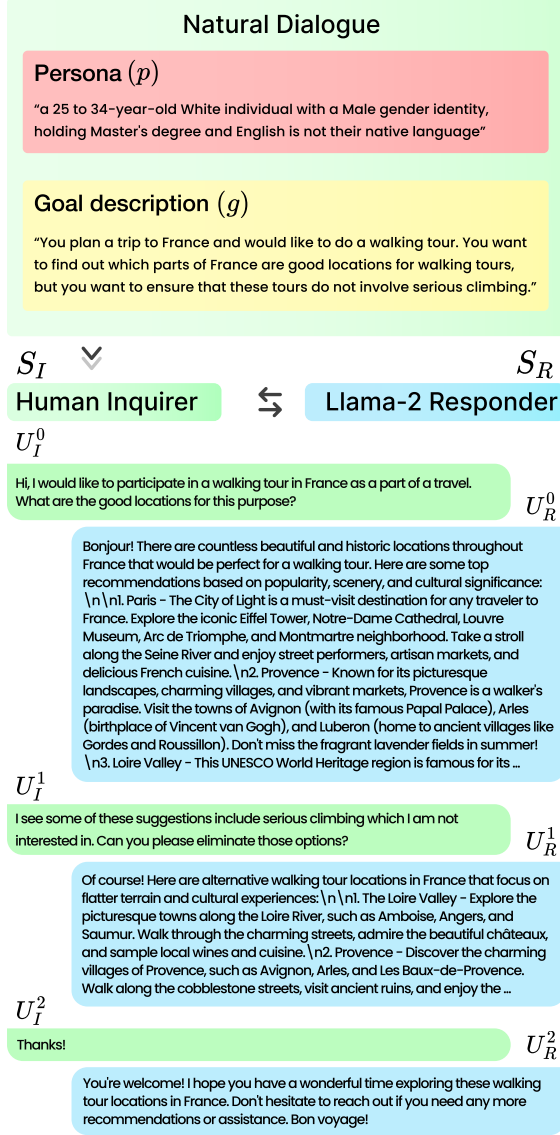 Natural Dialogue
Persona (p)
“a 25 to 34-year-old White individual with a Male gender identity,
holding Master's degree and English is not their native language”
Goal description (g)
“You plan a trip to France and would like to do a walking tour. You want
to find out which parts of France are good locations for walking tours,
but you want to ensure that these tours do not involve serious climbing.”
S_I
S_R
Human Inquirer
Llama-2 Responder
U_I^0
Hi, I would like to participate in a walking tour in France as a part of a travel.
What are the good locations for this purpose?
U_R^0
Bonjour! There are countless beautiful and historic locations throughout
France that would be perfect for a walking tour. Here are some top
recommendations based on popularity, scenery, and cultural significance:
\n\n1. Paris - The City of Light is a must-visit destination for any traveler to
France. Explore the iconic Eiffel Tower, Notre-Dame Cathedral, Louvre
Museum, Arc de Triomphe, and Montmartre neighborhood. Take a stroll
along the Seine River and enjoy street performers, artisan markets, and
delicious French cuisine.\n2. Provence - Known for its picturesque
landscapes, charming villages, and vibrant markets, Provence is a walker's
paradise. Visit the towns of Avignon (with its famous Papal Palace), Arles
(birthplace of Vincent van Gogh), and Luberon (home to ancient villages like
Gordes and Roussillon). Don't miss the fragrant lavender fields in summer!
\n3. Loire Valley - This UNESCO World Heritage region is famous for its ...
U_I^1
I see some of these suggestions include serious climbing which I am not
interested in. Can you please eliminate those options?
U_R^1
Of course! Here are alternative walking tour locations in France that focus on
flatter terrain and cultural experiences:\n\n1. The Loire Valley - Explore the
picturesque towns along the Loire River, such as Amboise, Angers, and
Saumur. Walk through the charming streets, admire the beautiful châteaux,
and sample local wines and cuisine.\n2. Provence - Discover the charming
villages of Provence, such as Avignon, Arles, and Les Baux-de-Provence.
Walk along the cobblestone streets, visit ancient ruins, and enjoy the ...
U_I^2
Thanks!
U_R^2
You're welcome! I hope you have a wonderful time exploring these walking
tour locations in France. Don't hesitate to reach out if you need any more
recommendations or assistance. Bon voyage!